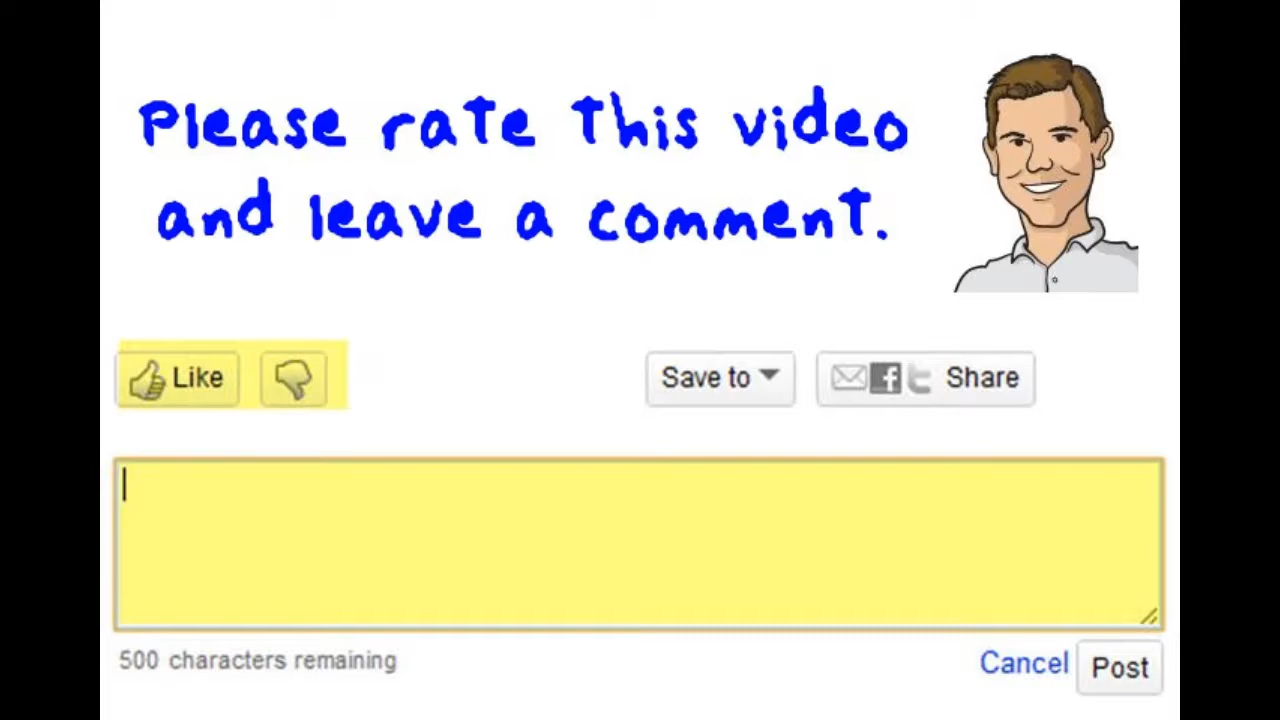 Please rate this video
and leave a comment.
Like
Save to
Share
500 characters remaining
Cancel
Post